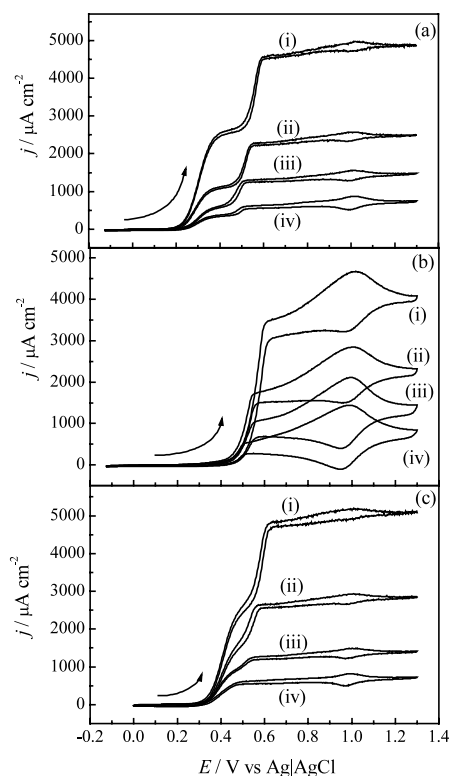 5000
4000
3000
2000
1000
0
j / μA cm⁻²
(a)
(i)
(ii)
(iii)
(iv)
5000
4000
3000
2000
1000
0
j / μA cm⁻²
(b)
(i)
(ii)
(iii)
(iv)
5000
4000
3000
2000
1000
0
j / μA cm⁻²
(c)
(i)
(ii)
(iii)
(iv)
-0.2 0.0 0.2 0.4 0.6 0.8 1.0 1.2 1.4
E / V vs Ag|AgCl